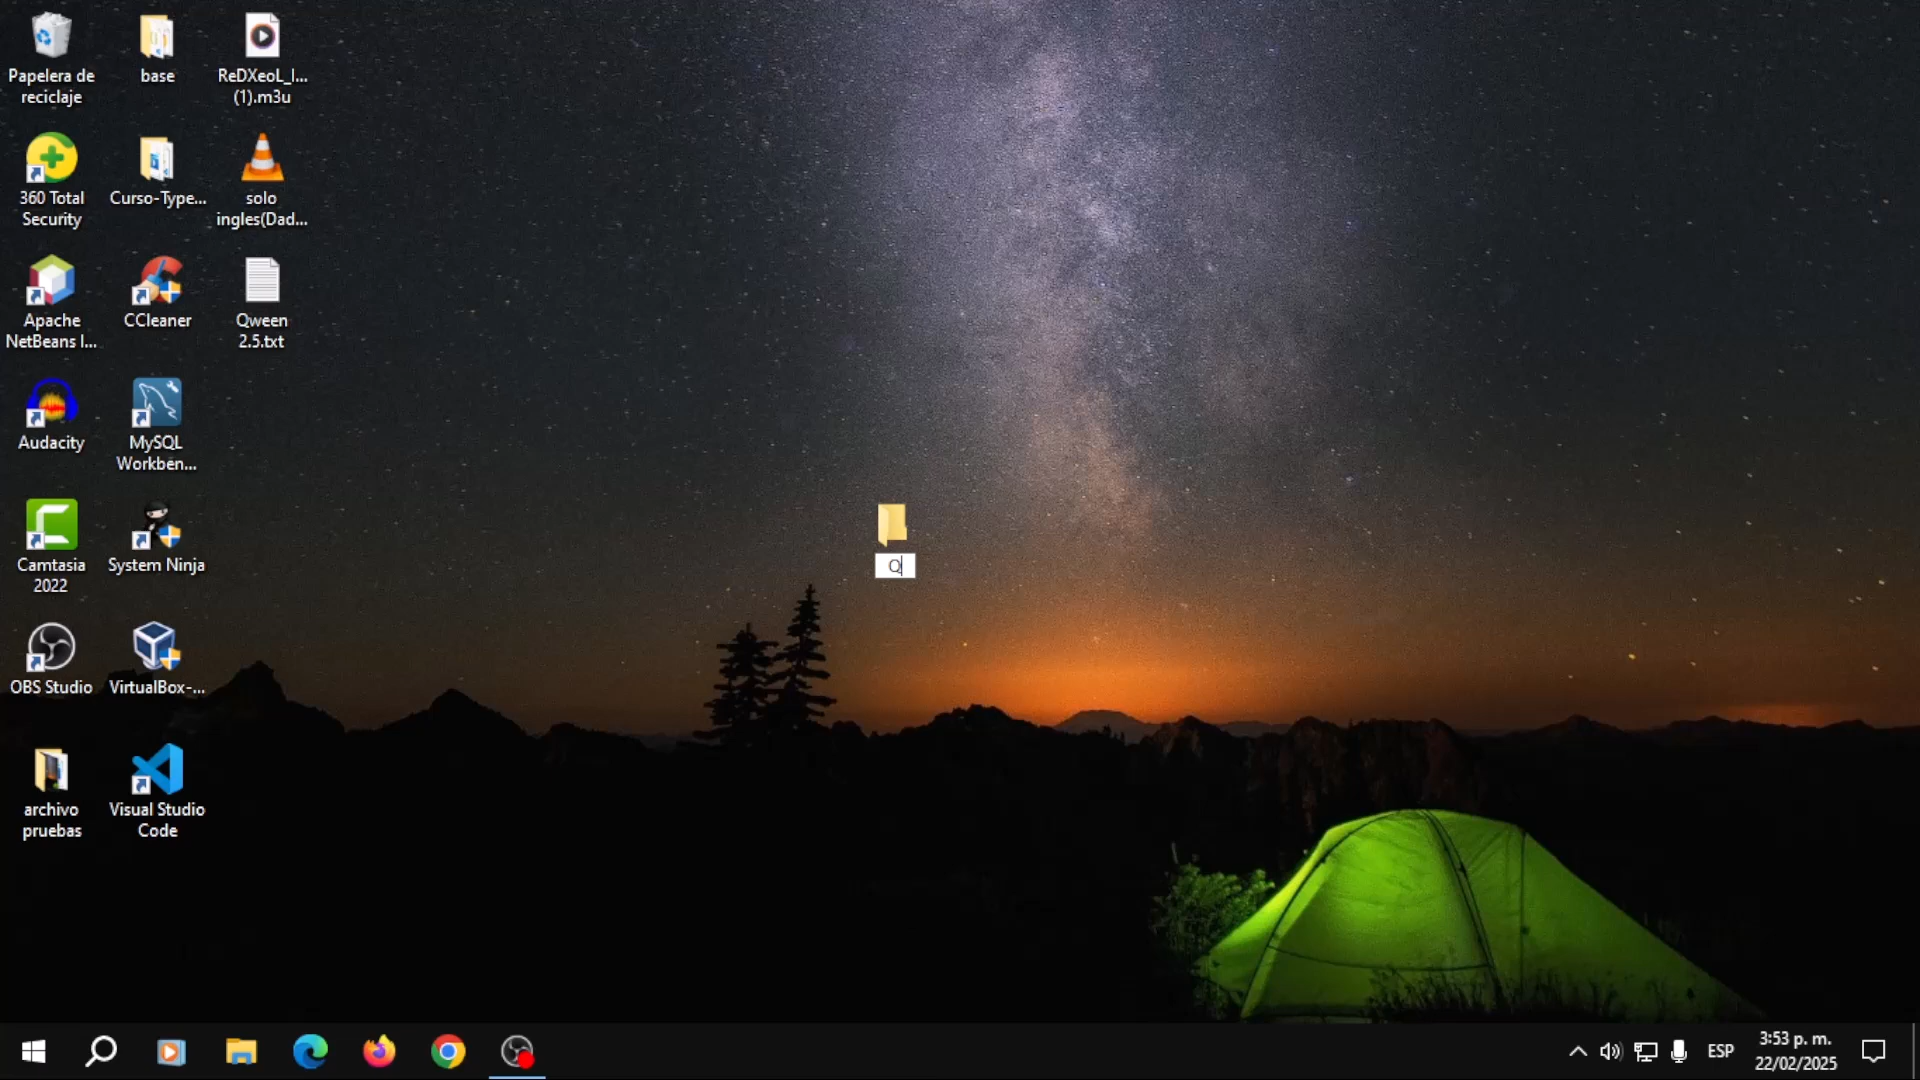 Papelera de
reciclaje
base
ReDXeoL_I...
(1).m3u
360 Total
Security
Curso-Type...
solo
ingles(Dad...
Apache
NetBeans I...
CCleaner
Qween
2.5.txt
Audacity
MySQL
Workben...
Camtasia
2022
System Ninja
Q
OBS Studio
VirtualBox-...
archivo
pruebas
Visual Studio
Code
ESP
3:53 p. m.
22/02/2025